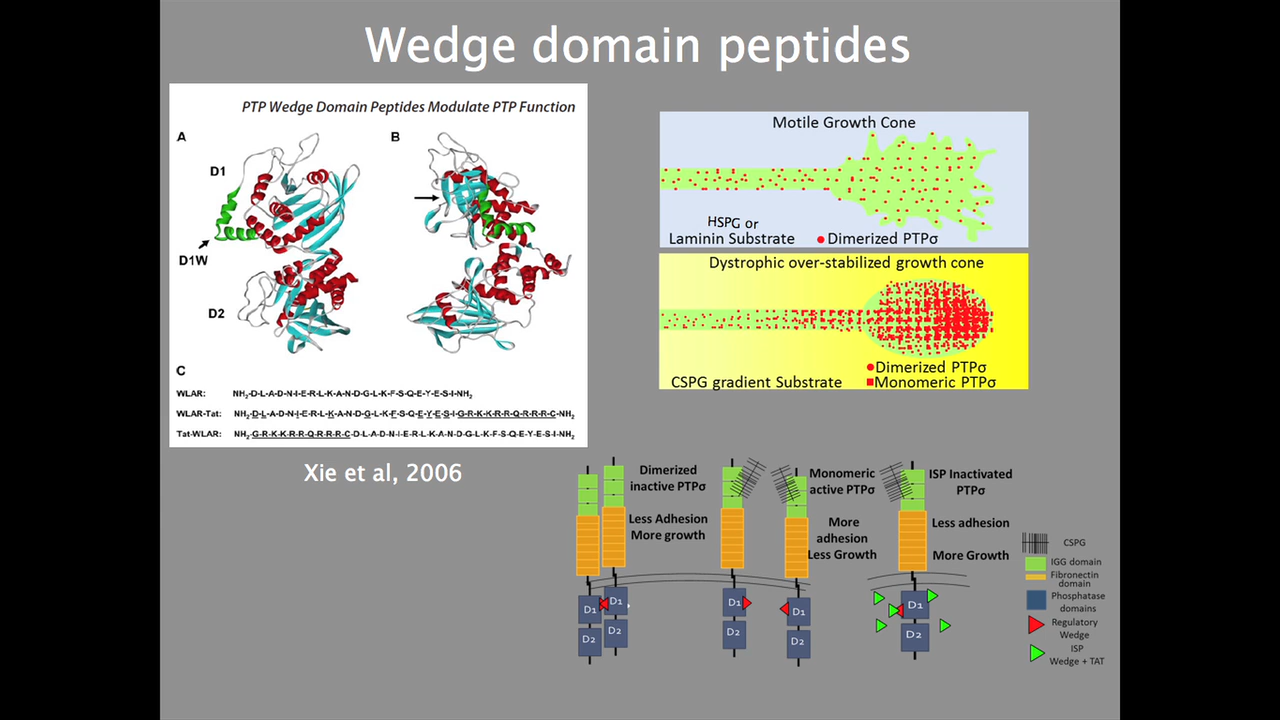 Wedge domain peptides
PTP Wedge Domain Peptides Modulate PTP Function
A
B
D1
D1W
D2
C
WLAR: NH2-D-L-A-D-N-I-E-R-L-K-A-N-D-G-L-K-F-S-Q-E-Y-E-S-I-NH2
WLAR-Tat: NH2-D-L-A-D-N-I-E-R-L-K-A-N-D-G-L-K-F-S-Q-E-Y-E-S-I-G-R-K-K-R-R-Q-R-R-R-C-NH2
Tat-WLAR: NH2-G-R-K-K-R-R-Q-R-R-R-C-D-L-A-D-N-I-E-R-L-K-A-N-D-G-L-K-F-S-Q-E-Y-E-S-I-NH2
Xie et al, 2006
Motile Growth Cone
HSPG or
Laminin Substrate
Dimerized PTPσ
Dystrophic over-stabilized growth cone
CSPG gradient Substrate
Dimerized PTPσ
Monomeric PTPσ
Dimerized
inactive PTPσ
Less Adhesion
More growth
Monomeric
active PTPσ
More
adhesion
Less Growth
ISP Inactivated
PTPσ
Less adhesion
More Growth
D1
D1
D2
D2
D1
D2
D1
D2
D1
D2
CSPG
IGG domain
Fibronectin
domain
Phosphatase
domains
Regulatory
Wedge
ISP
Wedge + TAT